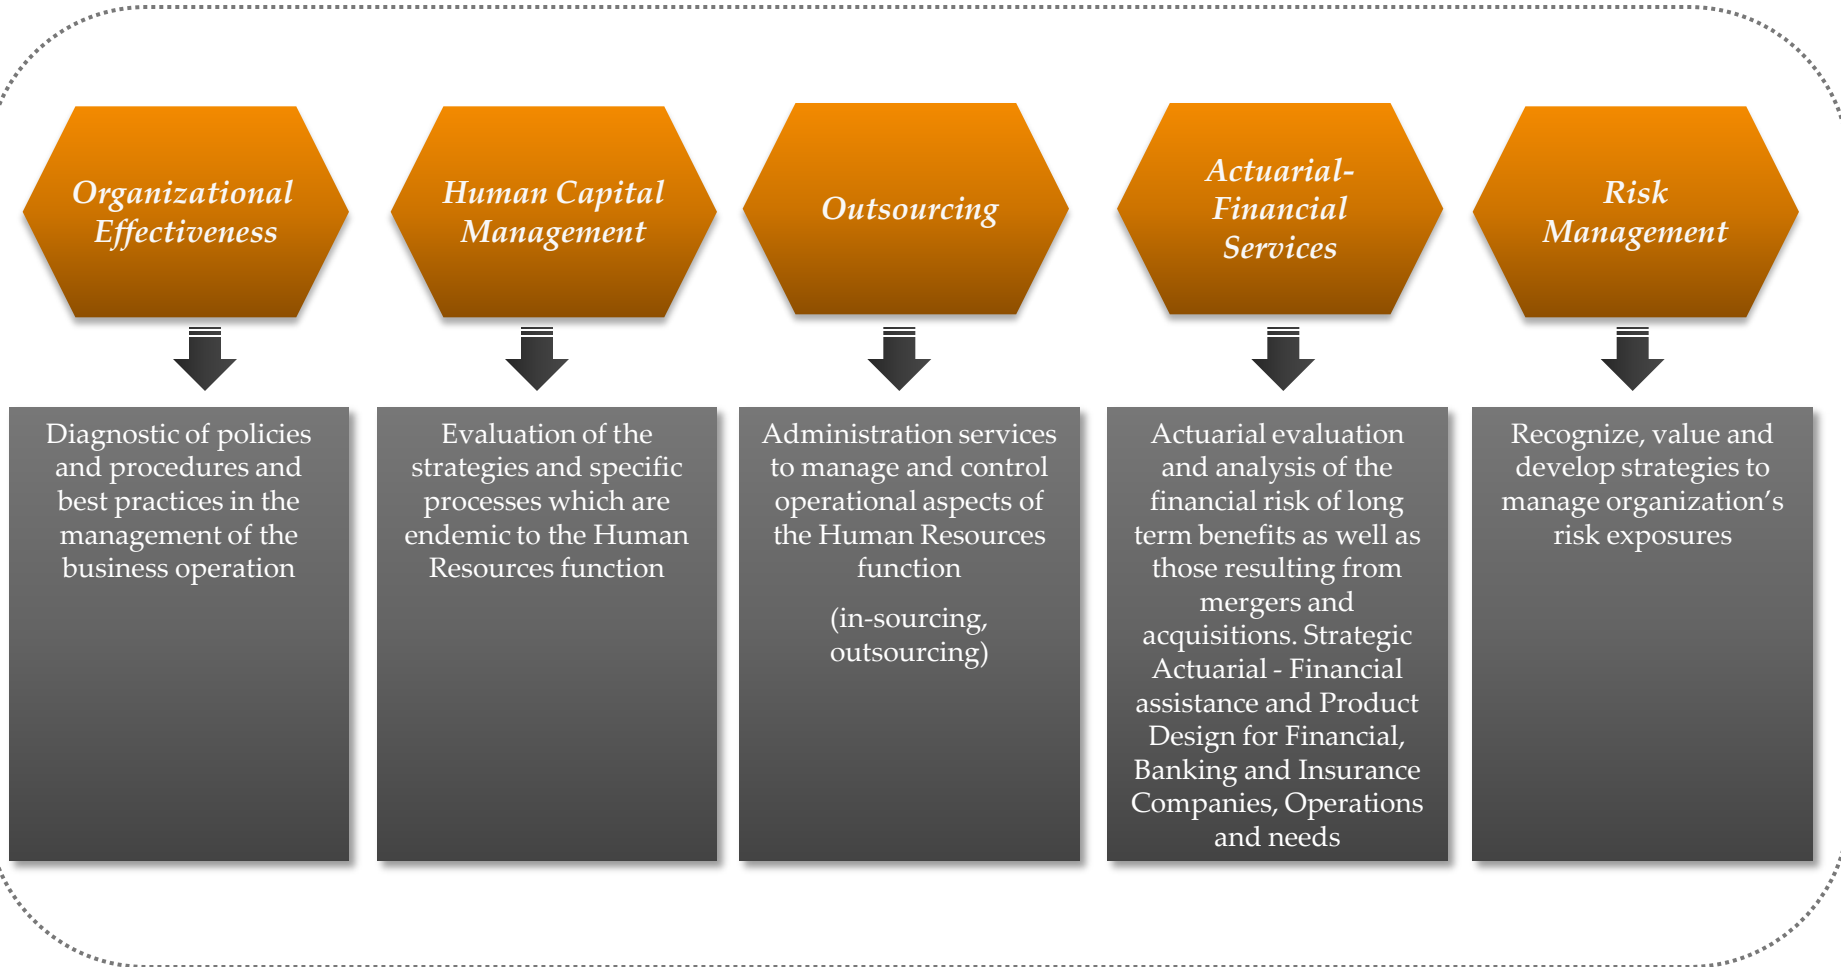 Organizational
Effectiveness
Human Capital
Management
Outsourcing
Actuarial-
Financial
Services
Risk
Management
Diagnostic of policies
and procedures and
best practices in the
management of the
business operation
Evaluation of the
strategies and specific
processes which are
endemic to the Human
Resources function
Administration services
to manage and control
operational aspects of
the Human Resources
function
(in-sourcing,
outsourcing)
Actuarial evaluation
and analysis of the
financial risk of long
term benefits as well as
those resulting from
mergers and
acquisitions. Strategic
Actuarial - Financial
assistance and Product
Design for Financial,
Banking and Insurance
Companies, Operations
and needs
Recognize, value and
develop strategies to
manage organization’s
risk exposures